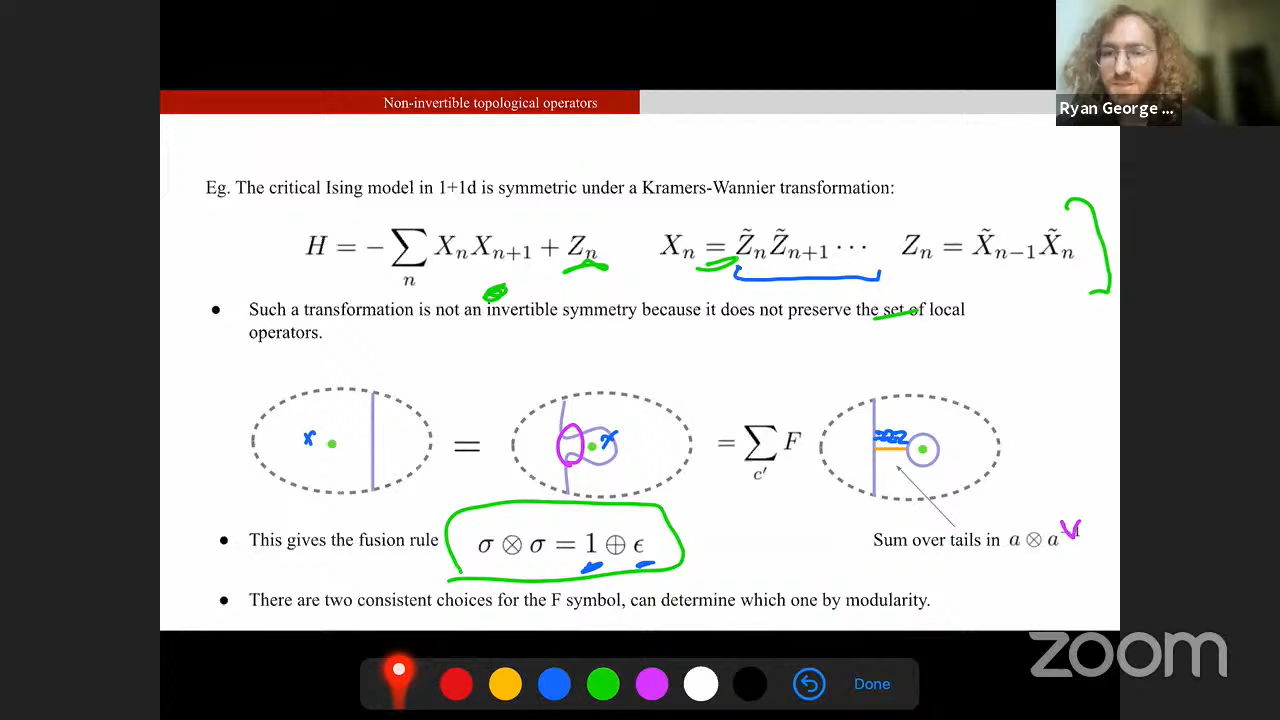 Ryan George ...
Non-invertible topological operators
Eg. The critical Ising model in 1+1d is symmetric under a Kramers-Wannier transformation:
H = − ∑ₙ XₙXₙ₊₁ + Zₙ Xₙ = Z̃ₙZ̃ₙ₊₁ ⋯ Zₙ = X̃ₙ₋₁X̃ₙ
● Such a transformation is not an invertible symmetry because it does not preserve the set of local
operators.
x = x = ∑_{c′} F
● This gives the fusion rule σ ⊗ σ = 1 ⊕ ϵ Sum over tails in a ⊗ a
● There are two consistent choices for the F symbol, can determine which one by modularity.
zoom
Done